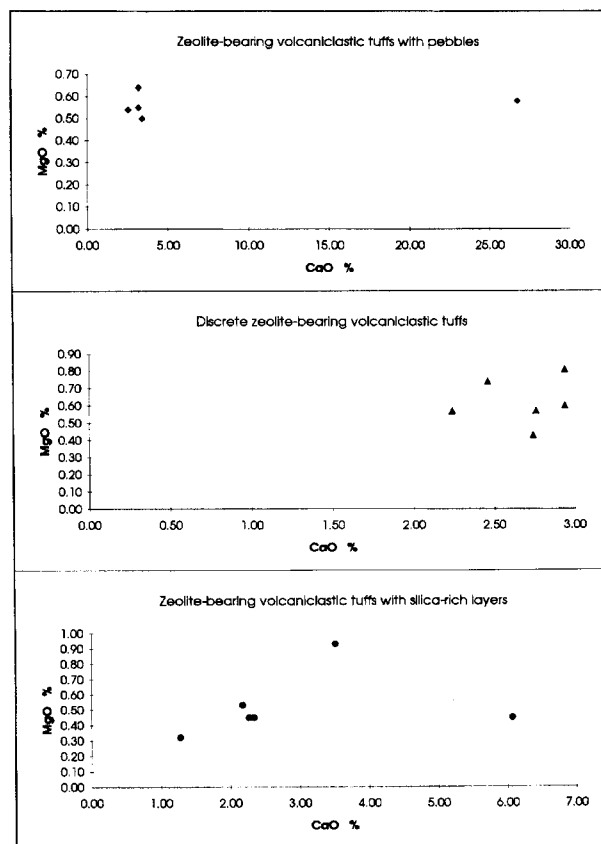 Zeolite-bearing volcaniclastic tuffs with pebbles
0.70
0.60
0.50
0.40
0.30
0.20
0.10
0.00
MgO %
0.00 5.00 10.00 15.00 20.00 25.00 30.00
CaO %
Discrete zeolite-bearing volcaniclastic tuffs
0.90
0.80
0.70
0.60
0.50
0.40
0.30
0.20
0.10
0.00
MgO %
0.00 0.50 1.00 1.50 2.00 2.50 3.00
CaO %
Zeolite-bearing volcaniclastic tuffs with silica-rich layers
1.00
0.90
0.80
0.70
0.60
0.50
0.40
0.30
0.20
0.10
0.00
MgO %
0.00 1.00 2.00 3.00 4.00 5.00 6.00 7.00
CaO %